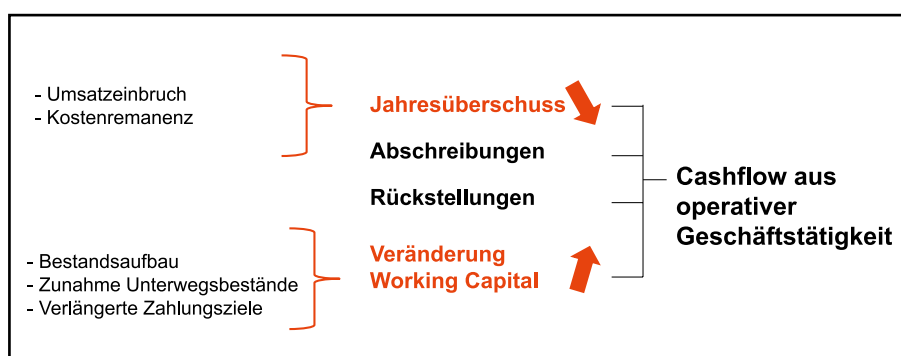 - Umsatzeinbruch
- Kostenremanenz
Jahresüberschuss
Abschreibungen
Rückstellungen
- Bestandsaufbau
- Zunahme Unterwegsbestände
- Verlängerte Zahlungsziele
Veränderung
Working Capital
Cashflow aus
operativer
Geschäftstätigkeit